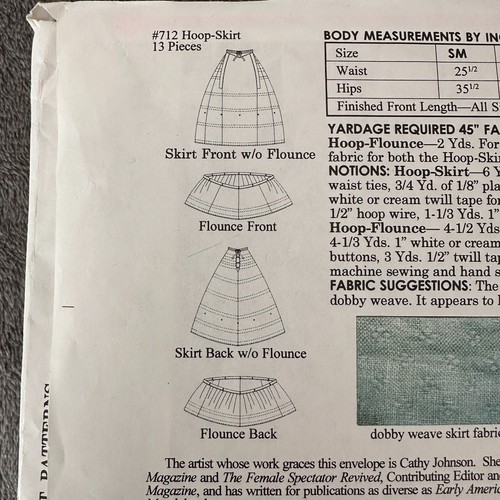 #712 Hoop-Skirt
13 Pieces
Skirt Front w/o Flounce
Flounce Front
Skirt Back w/o Flounce
Flounce Back
BODY MEASUREMENTS BY IN
Size SM
Waist 25 1/2
Hips 35 1/2
Finished Front Length—All S
YARDAGE REQUIRED 45" FA
Hoop-Flounce—2 Yds. For
fabric for both the Hoop-Ski
NOTIONS: Hoop-Skirt—6 Y
waist ties, 3/4 Yd. of 1/8" pla
white or cream twill tape for
1/2" hoop wire, 1-1/3 Yds. 1"
Hoop-Flounce— 4-1/2 Yds
4-1/3 Yds. 1" white or cream
buttons, 3 Yds. 1/2" twill tap
machine sewing and hand s
FABRIC SUGGESTIONS: The
dobby weave. It appears to
dobby weave skirt fabric
The artist whose work graces this envelope is Cathy Johnson. She
Magazine and The Female Spectator Revived, Contributing Editor and
Magazine, and has written for publications as diverse as Early Ameri
PATTERNS